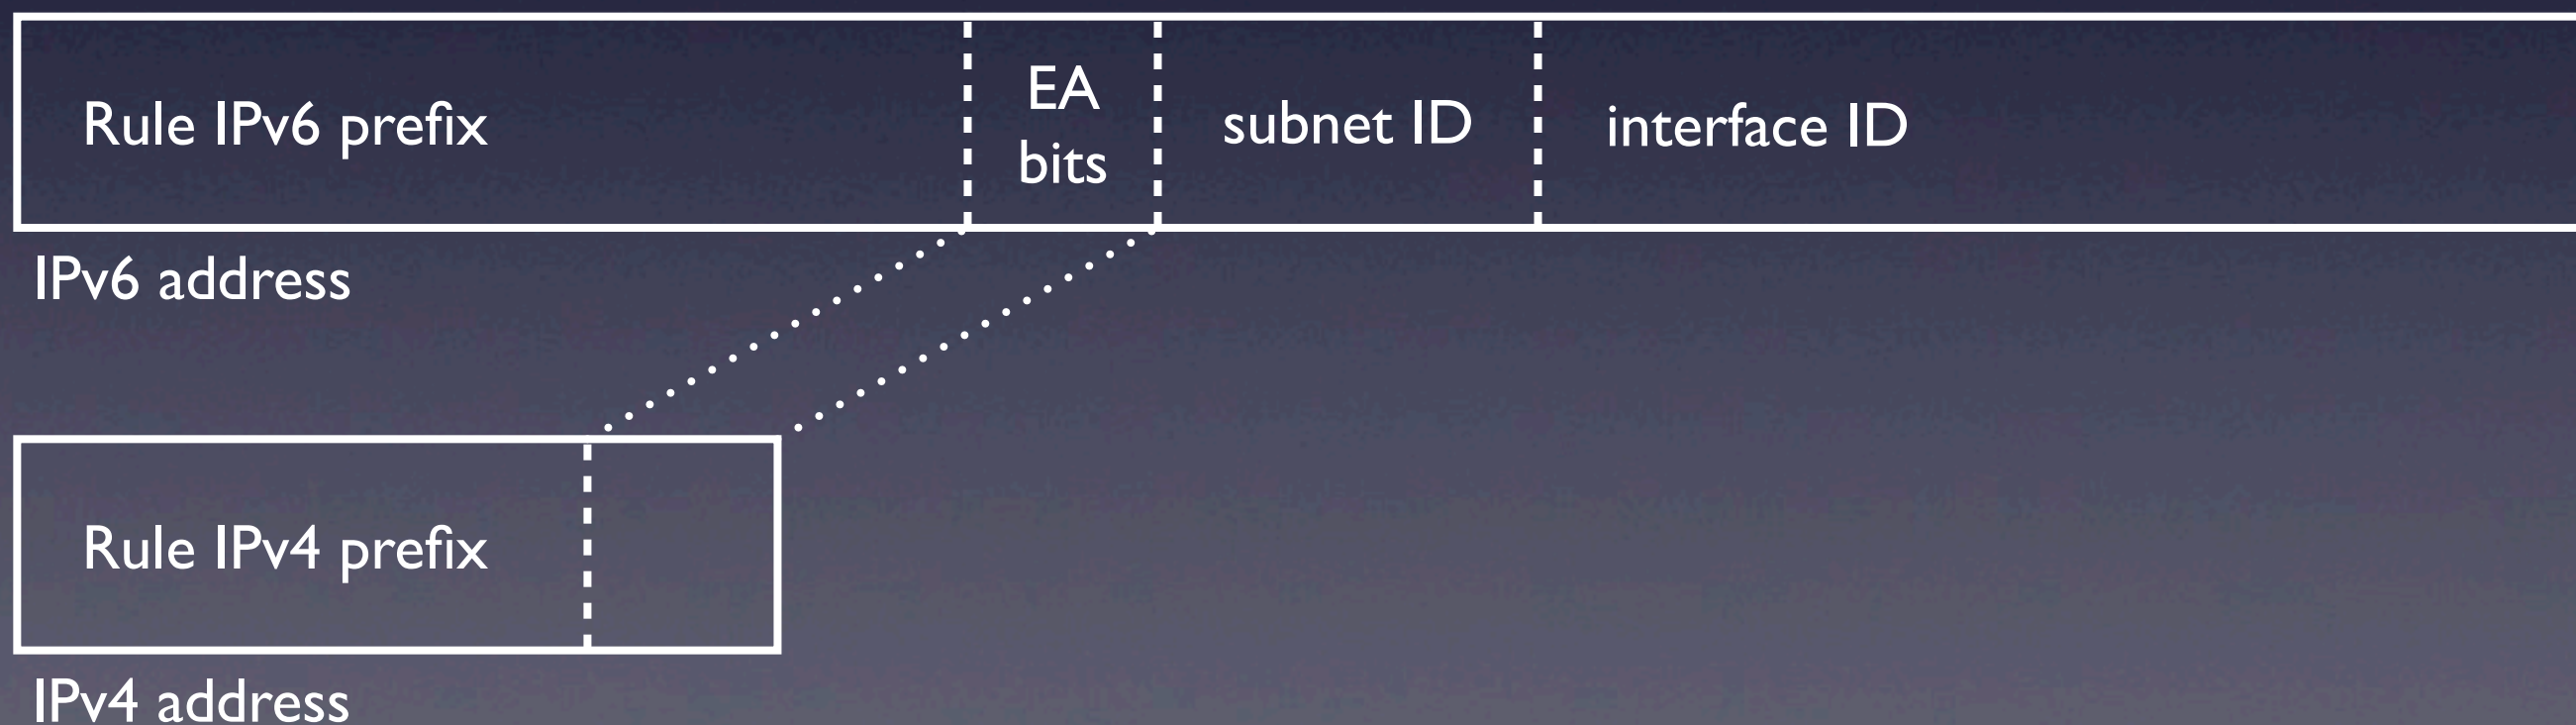 Rule IPv6 prefix
EA
bits
subnet ID
interface ID
IPv6 address
Rule IPv4 prefix
IPv4 address